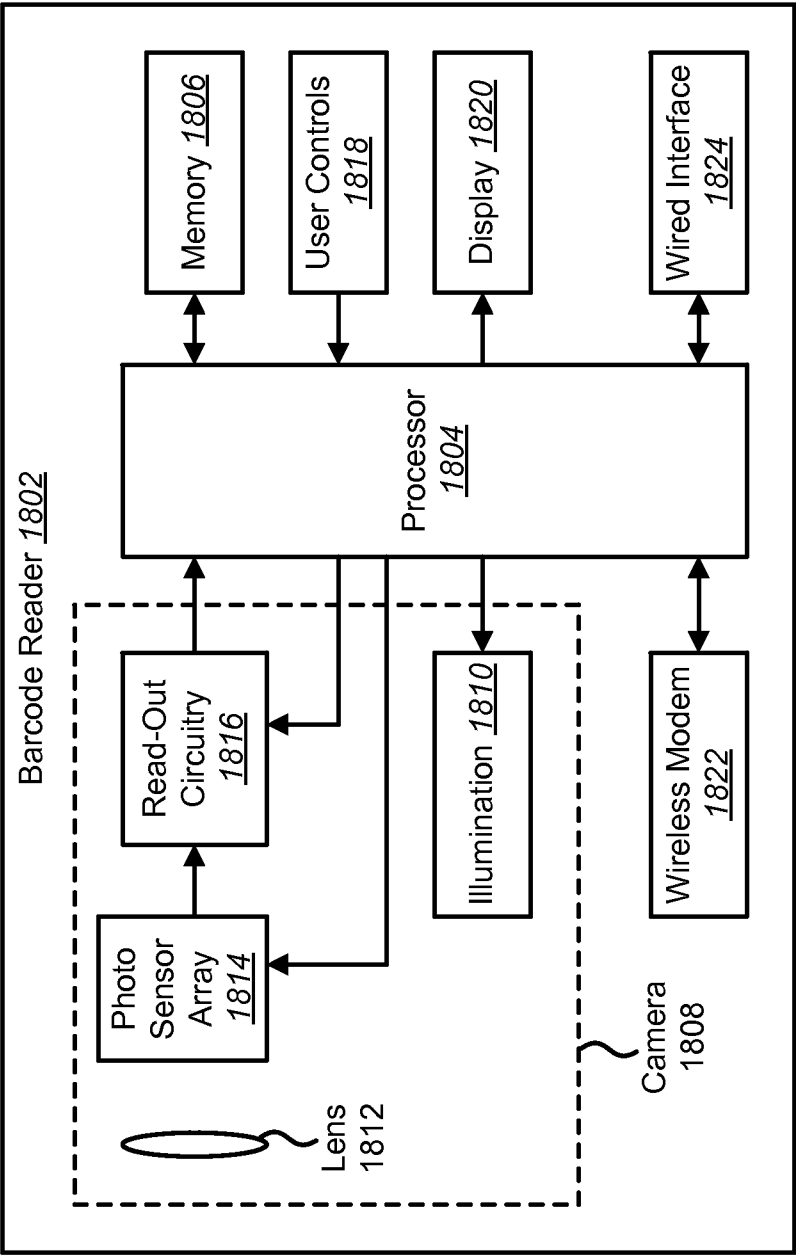 Barcode Reader 1802
Lens
1812
Photo
Sensor
Array
1814
Read-Out
Circuitry
1816
Illumination 1810
Camera
1808
Wireless Modem
1822
Processor
1804
Memory 1806
User Controls
1818
Display 1820
Wired Interface
1824